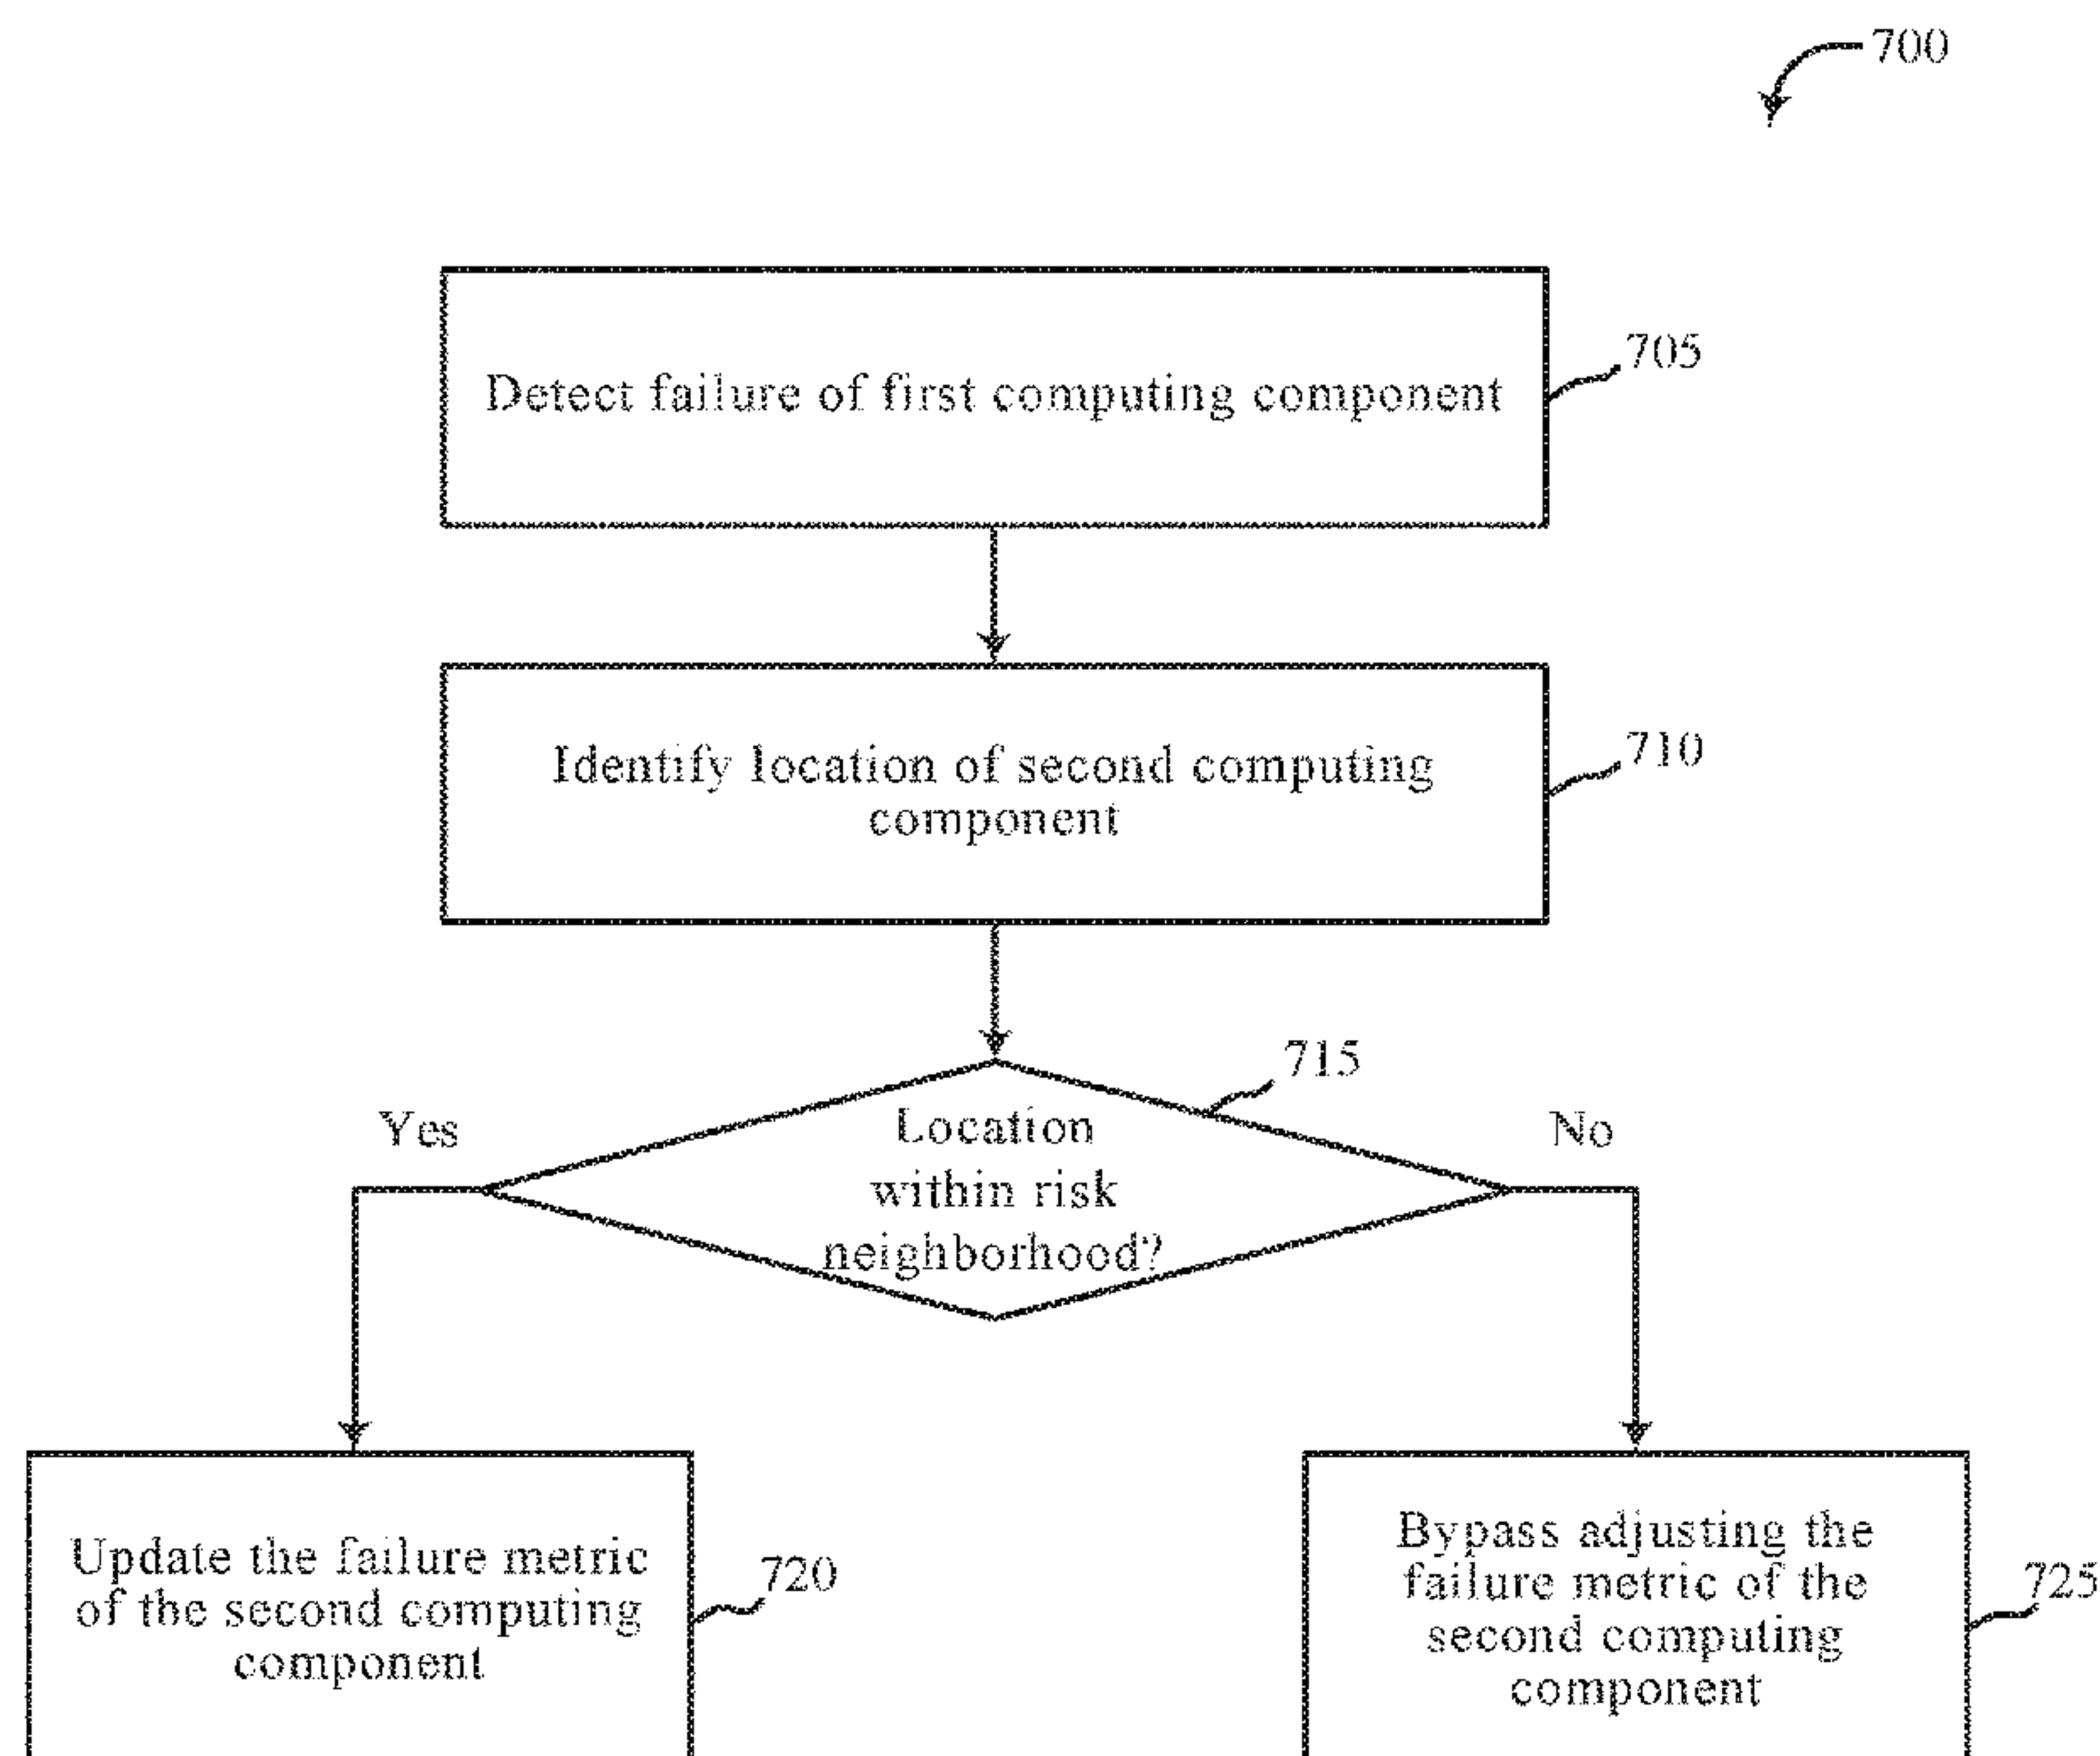 700
Detect failure of first computing component
705
Identify location of second computing
component
710
715
Yes
No
Location
within risk
neighborhood?
Update the failure metric
of the second computing
component
720
Bypass adjusting the
failure metric of the
second computing
component
725